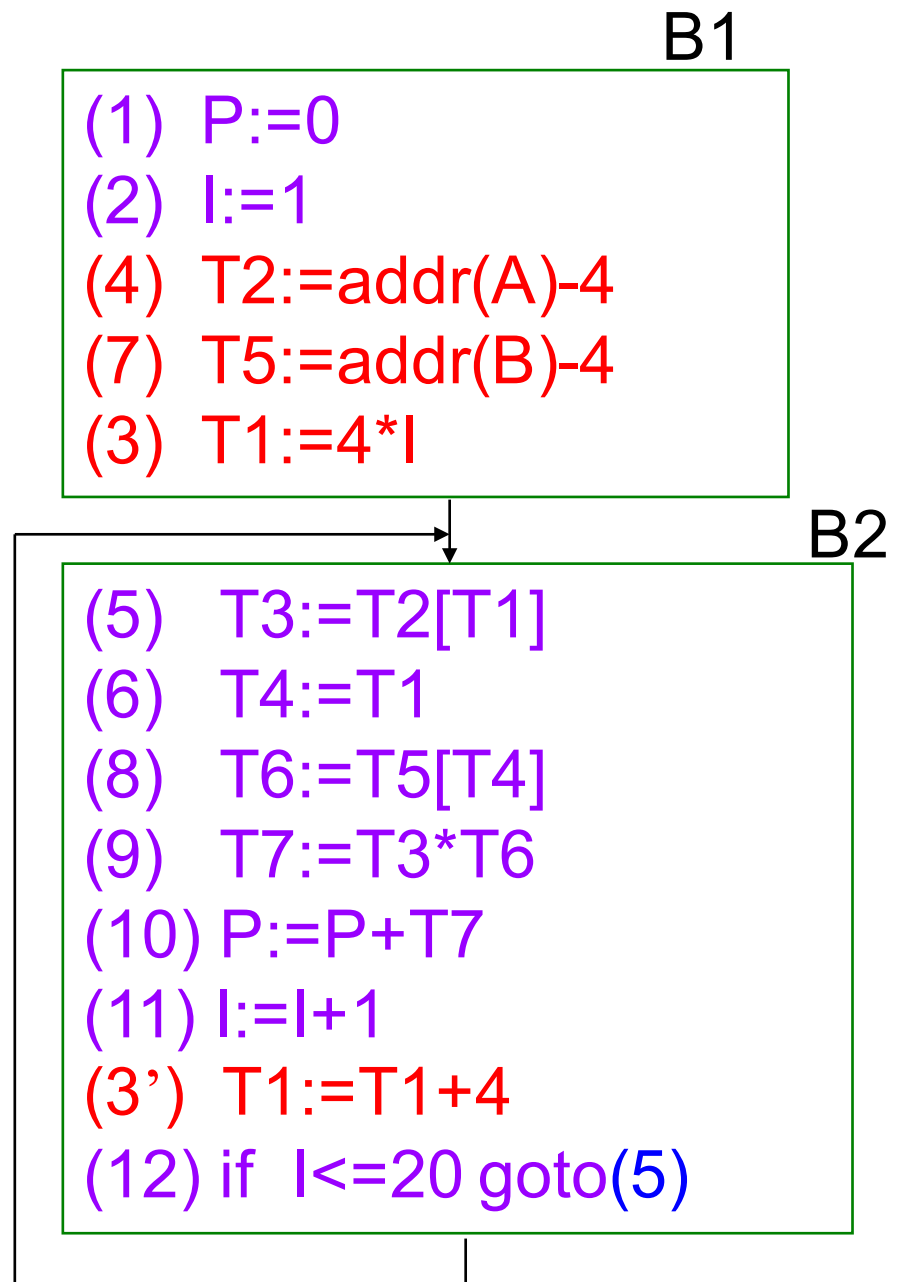 B1
(1) P:=0
(2) I:=1
(4) T2:=addr(A)-4
(7) T5:=addr(B)-4
(3) T1:=4*I
B2
(5) T3:=T2[T1]
(6) T4:=T1
(8) T6:=T5[T4]
(9) T7:=T3*T6
(10) P:=P+T7
(11) I:=I+1
(3’) T1:=T1+4
(12) if I<=20 goto(5)